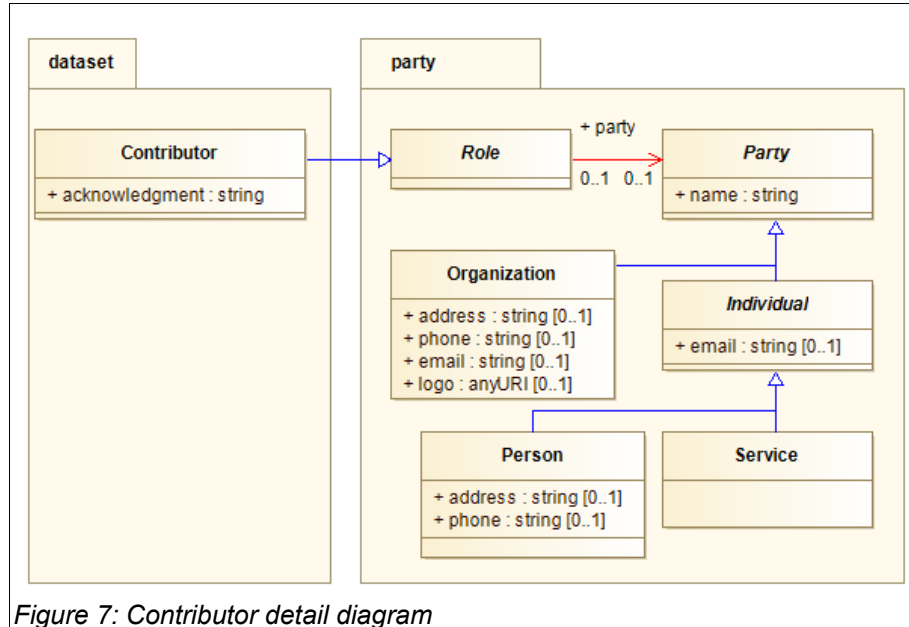 dataset
party
Contributor
+ acknowledgment : string
Role
+ party
0..1 0..1
Party
+ name : string
Organization
+ address : string [0..1]
+ phone : string [0..1]
+ email : string [0..1]
+ logo : anyURI [0..1]
Individual
+ email : string [0..1]
Person
+ address : string [0..1]
+ phone : string [0..1]
Service
Figure 7: Contributor detail diagram